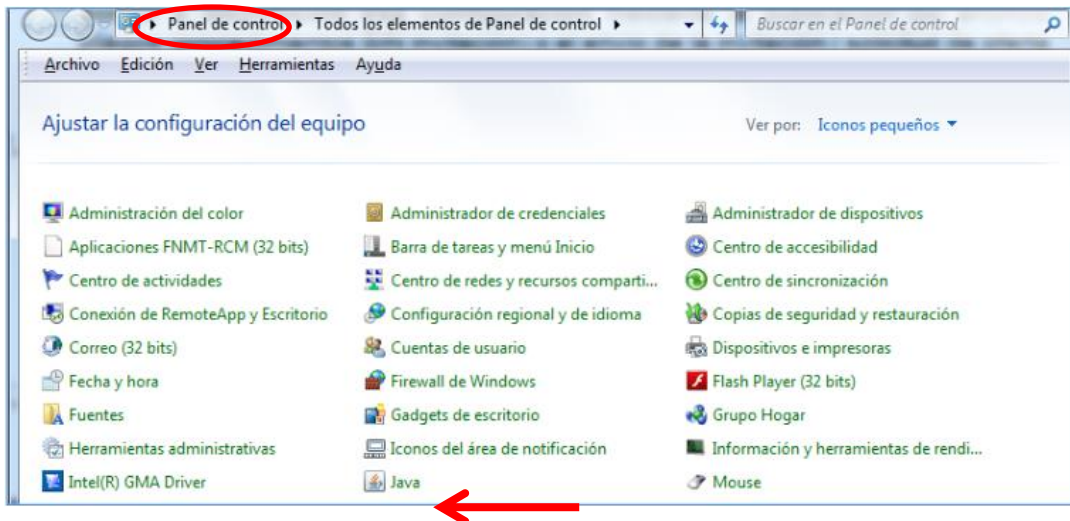 Panel de control Todos los elementos de Panel de control Buscar en el Panel de control
Archivo Edición Ver Herramientas Ayuda
Ajustar la configuración del equipo Ver por: Iconos pequeños
Administración del color Administrador de credenciales Administrador de dispositivos
Aplicaciones FNMT-RCM (32 bits) Barra de tareas y menú Inicio Centro de accesibilidad
Centro de actividades Centro de redes y recursos comparti... Centro de sincronización
Conexión de RemoteApp y Escritorio Configuración regional y de idioma Copias de seguridad y restauración
Correo (32 bits) Cuentas de usuario Dispositivos e impresoras
Fecha y hora Firewall de Windows Flash Player (32 bits)
Fuentes Gadgets de escritorio Grupo Hogar
Herramientas administrativas Iconos del área de notificación Información y herramientas de rendi...
Intel(R) GMA Driver Java Mouse